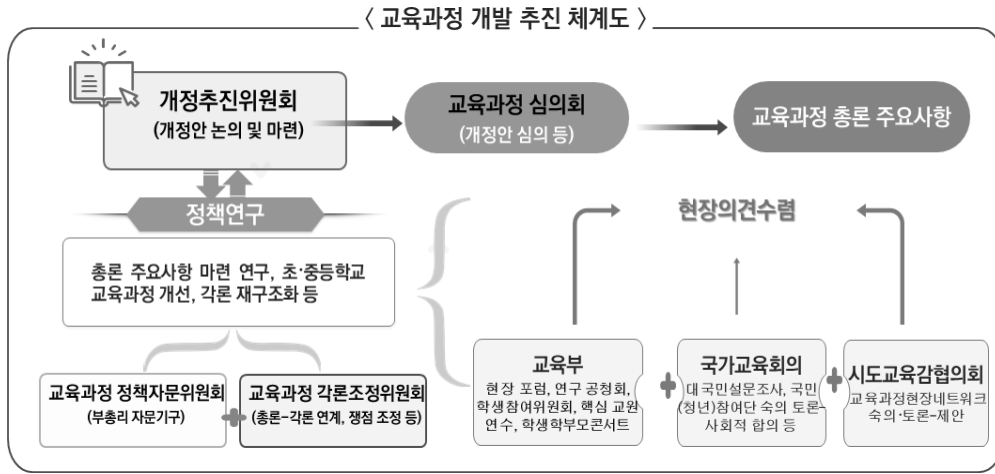 〈 교육과정 개발 추진 체계도 〉
개정추진위원회
(개정안 논의 및 마련)
교육과정 심의회
(개정안 심의 등)
교육과정 총론 주요사항
정책연구
총론 주요사항 마련 연구, 초·중등학교
교육과정 개선, 각론 재구조화 등
교육과정 정책자문위원회
(부총리 자문기구)
교육과정 각론조정위원회
(총론-각론 연계, 쟁점 조정 등)
현장의견수렴
교육부
현장 포럼, 연구 공청회,
학생참여위원회, 핵심 교원
연수, 학생학부모콘서트
국가교육회의
대국민설문조사, 국민
(청년)참여단 숙의 토론-
사회적 합의 등
시도교육감협의회
교육과정현장네트워크
숙의·토론-제안